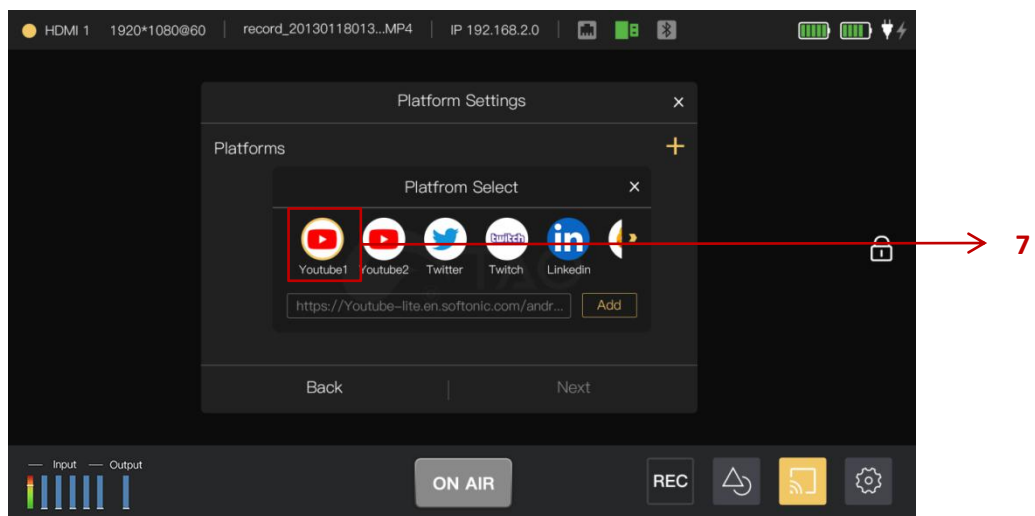 HDMI 1 1920*1080@60 record_20130118013...MP4 IP 192.168.2.0
Platform Settings
Platforms
Platfrom Select
twitch in
Youtube1 Youtube2 Twitter Twitch Linkedin
https://Youtube-lite.en.softonic.com/andr... Add
Back Next
7
Input Output
ON AIR REC